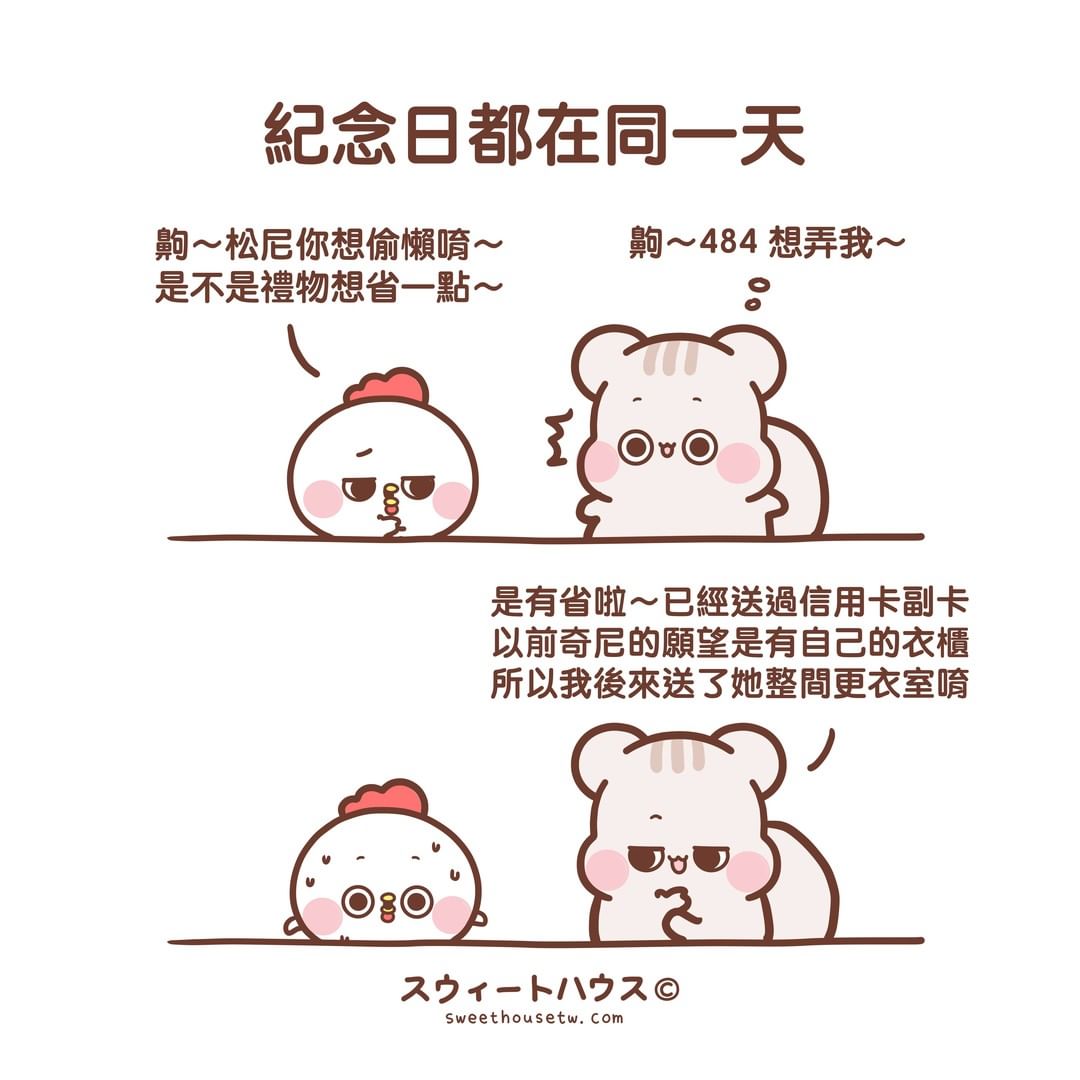 紀念日都在同一天
齁～松尼你想偷懶唷～
是不是禮物想省一點～
齁～484 想弄我～
是有省啦～已經送過信用卡副卡
以前奇尼的願望是有自己的衣櫃
所以我後來送了她整間更衣室唷
スウィートハウス©
sweethousetw.com